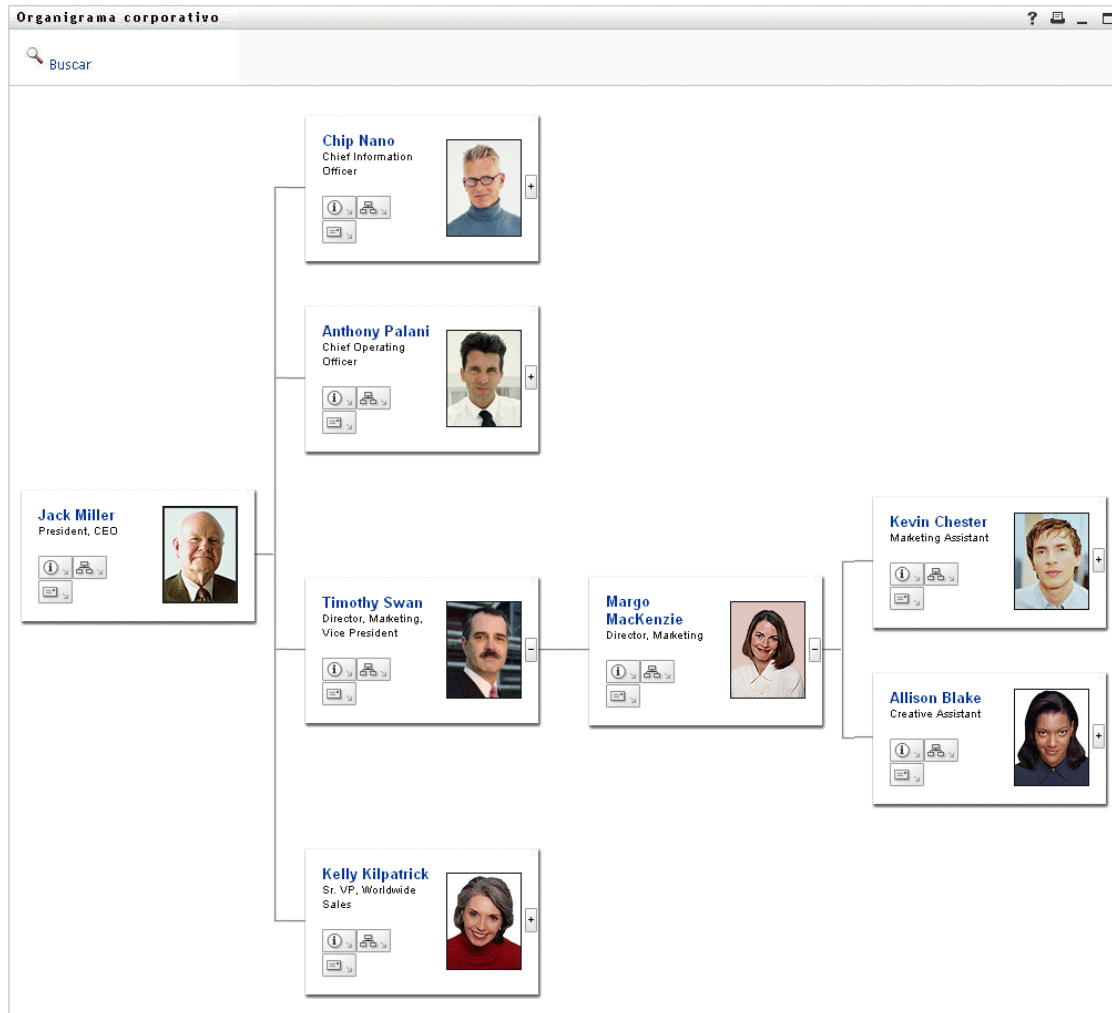 Organigrama corporativo
?
Buscar
Chip Nano
Chief Information
Officer
+
Anthony Palani
Chief Operating
Officer
+
Jack Miller
President, CEO
Timothy Swan
Director, Marketing,
Vice President
−
Margo
MacKenzie
Director, Marketing
−
Kevin Chester
Marketing Assistant
+
Allison Blake
Creative Assistant
+
Kelly Kilpatrick
Sr. VP, Worldwide
Sales
+